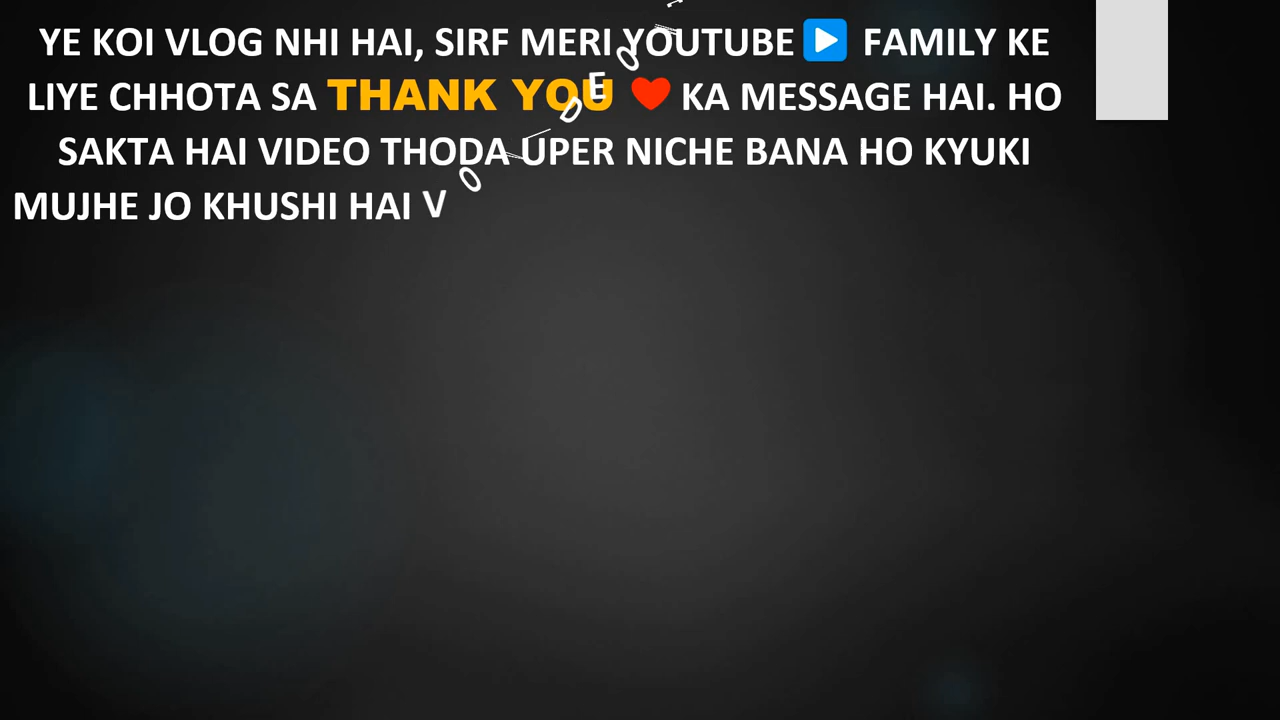 YE KOI VLOG NHI HAI, SIRF MERI YOUTUBE ▶️ FAMILY KE
LIYE CHHOTA SA THANK YOU ❤️ KA MESSAGE HAI. HO
SAKTA HAI VIDEO THODA UPER NICHE BANA HO KYUKI
MUJHE JO KHUSHI HAI